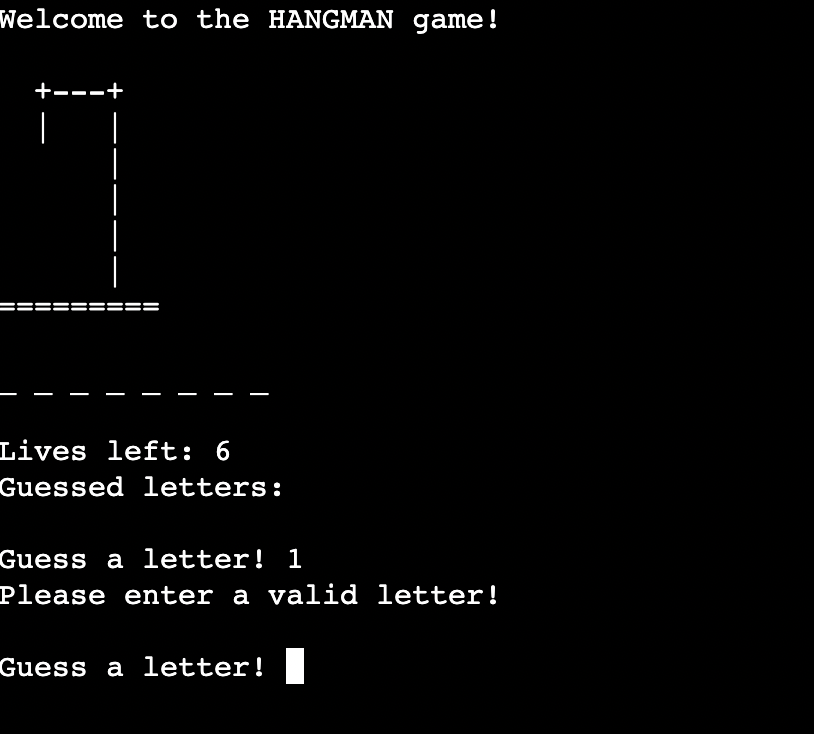 Welcome to the HANGMAN game!
  +---+
  |   |
      |
      |
      |
      |
=========
_ _ _ _ _ _ _ _
Lives left: 6
Guessed letters:
Guess a letter! 1
Please enter a valid letter!
Guess a letter!